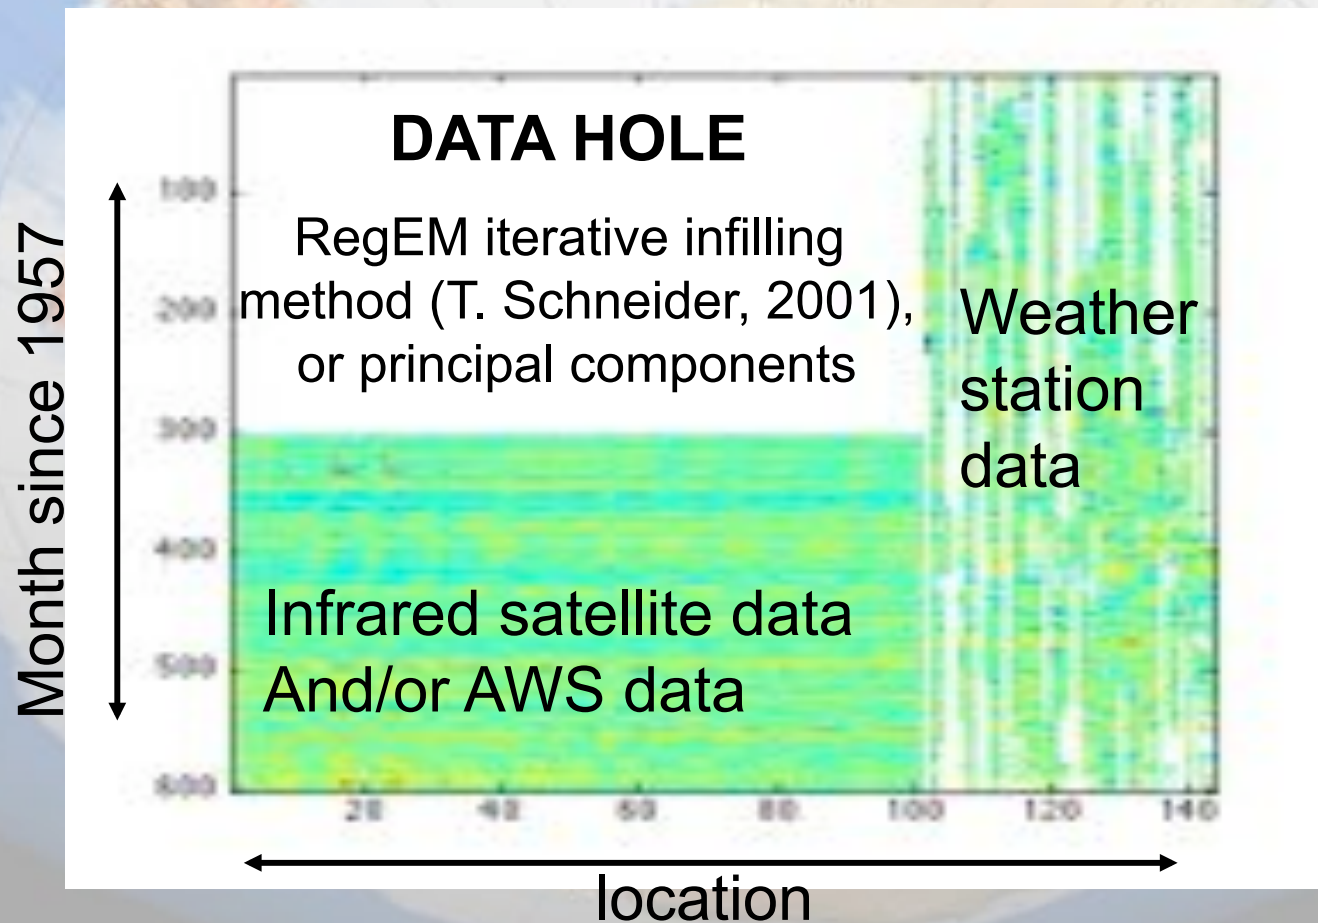 DATA HOLE
RegEM iterative infilling
method (T. Schneider, 2001),
or principal components
Weather
station
data
Infrared satellite data
And/or AWS data
Month since 1957
100
200
300
400
500
600
20
40
60
80
100
120
140
location